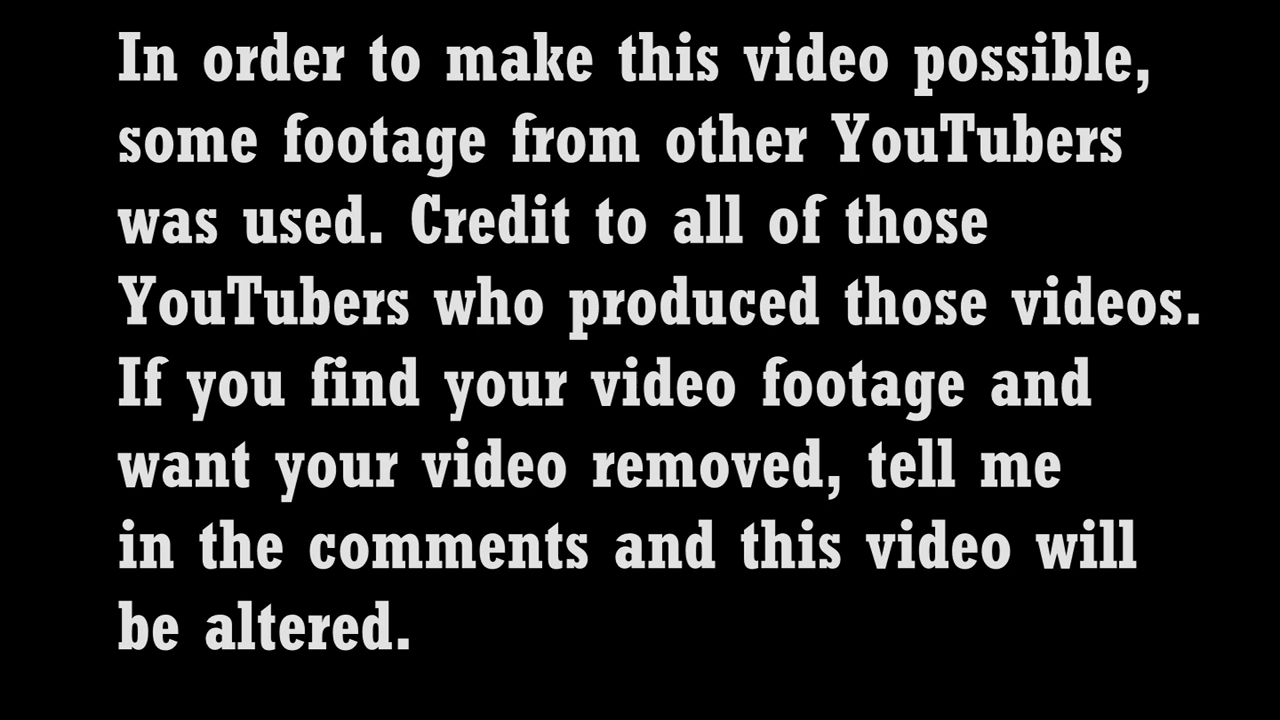 In order to make this video possible,
some footage from other YouTubers
was used. Credit to all of those
YouTubers who produced those videos.
If you find your video footage and
want your video removed, tell me
in the comments and this video will
be altered.